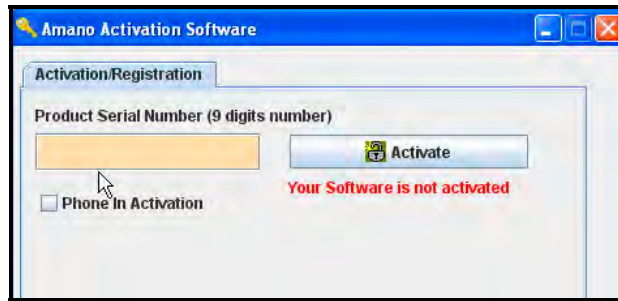 Amano Activation Software
Activation/Registration
Product Serial Number (9 digits number)
Activate
Your Software is not activated
Phone In Activation